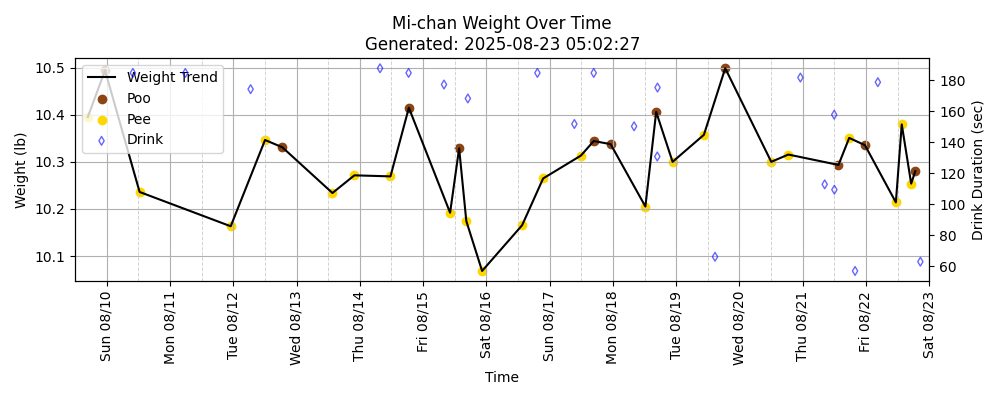 Mi-chan Weight Over Time
Generated: 2025-08-23 05:02:27
Weight (lb)
10.5
10.4
10.3
10.2
10.1
Weight Trend
Poo
Pee
Drink
180
160
140
120
100
80
60
Drink Duration (sec)
Sun 08/10
Mon 08/11
Tue 08/12
Wed 08/13
Thu 08/14
Fri 08/15
Sat 08/16
Sun 08/17
Mon 08/18
Tue 08/19
Wed 08/20
Thu 08/21
Fri 08/22
Sat 08/23
Time